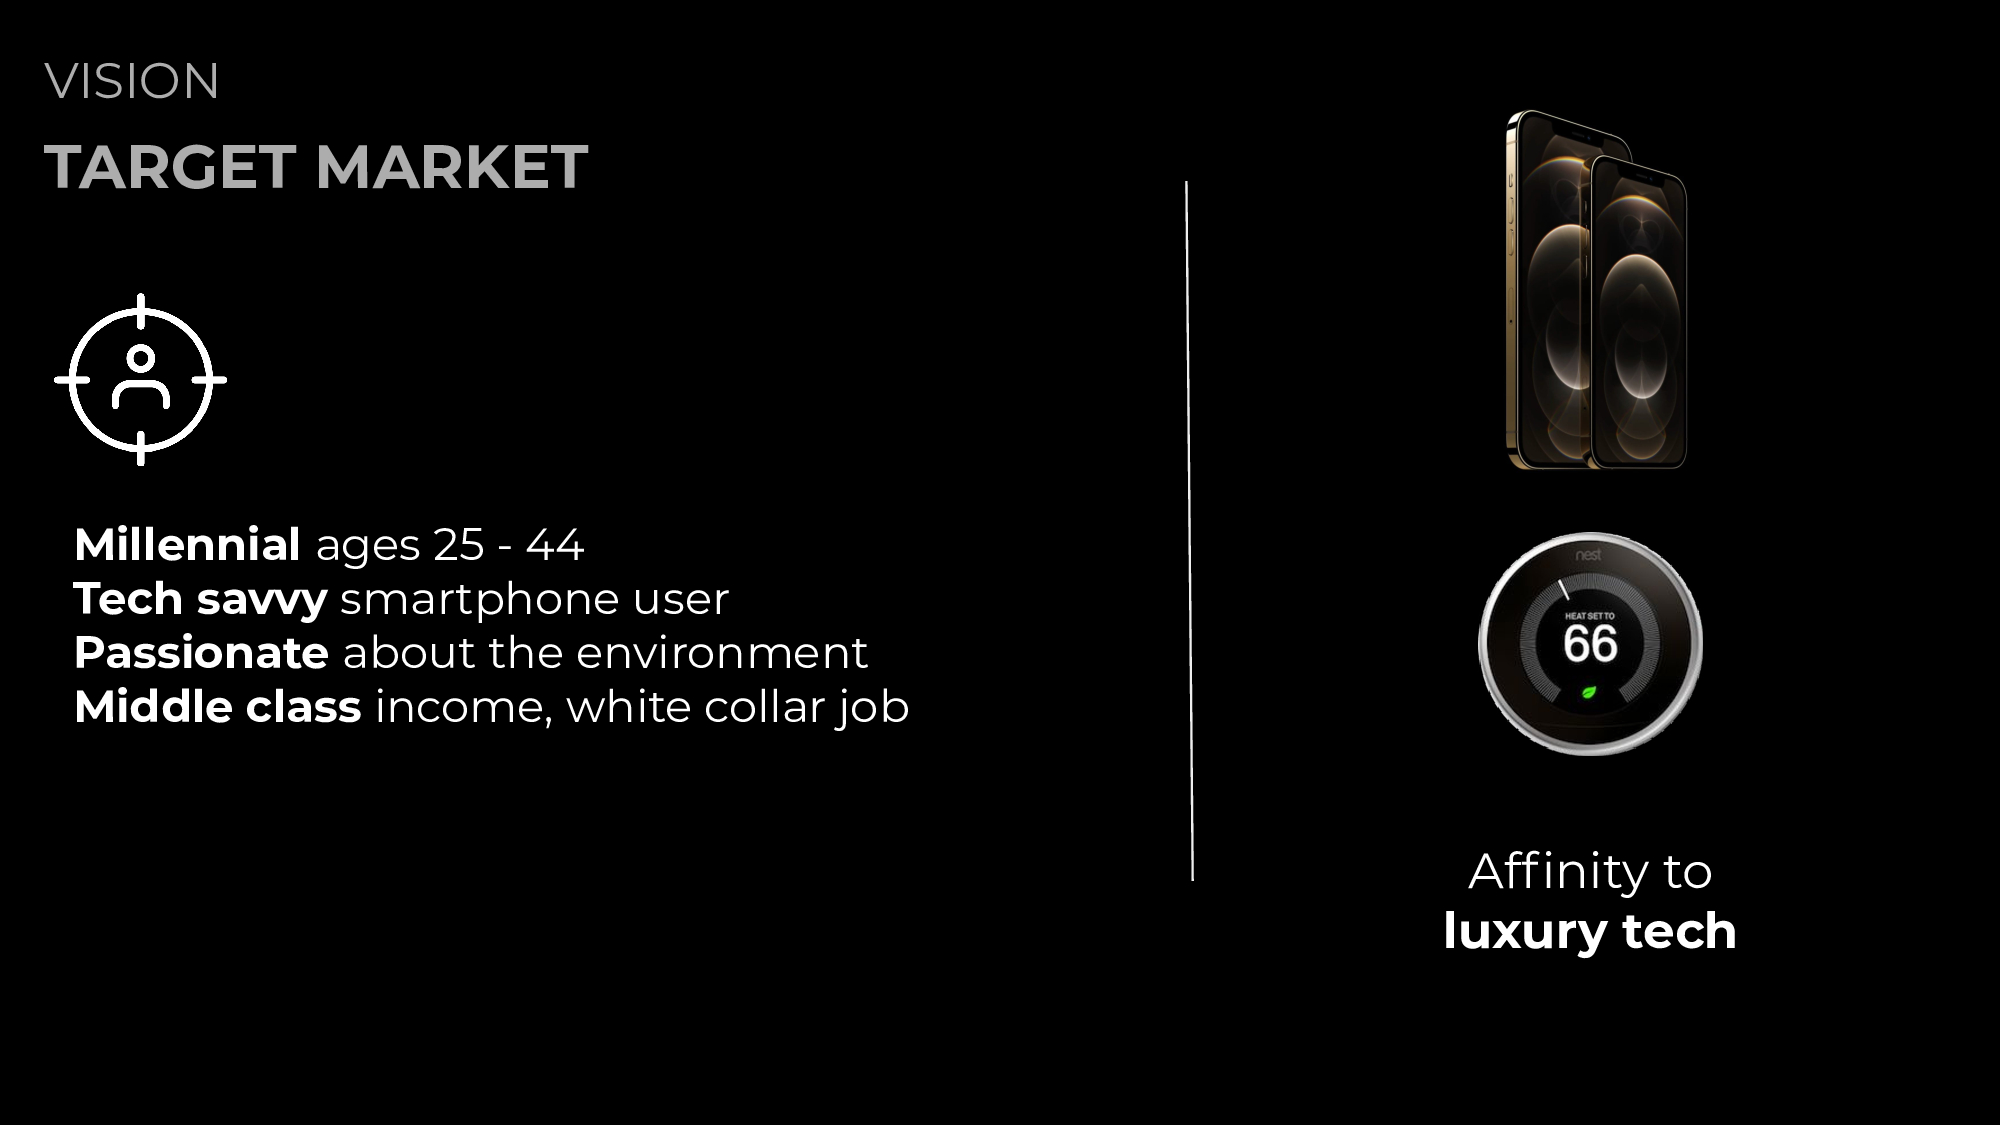 VISION
TARGET MARKET
Millennial ages 25 - 44
Tech savvy smartphone user
Passionate about the environment
Middle class income, white collar job
nest
HEAT SET TO
66
Affinity to
luxury tech